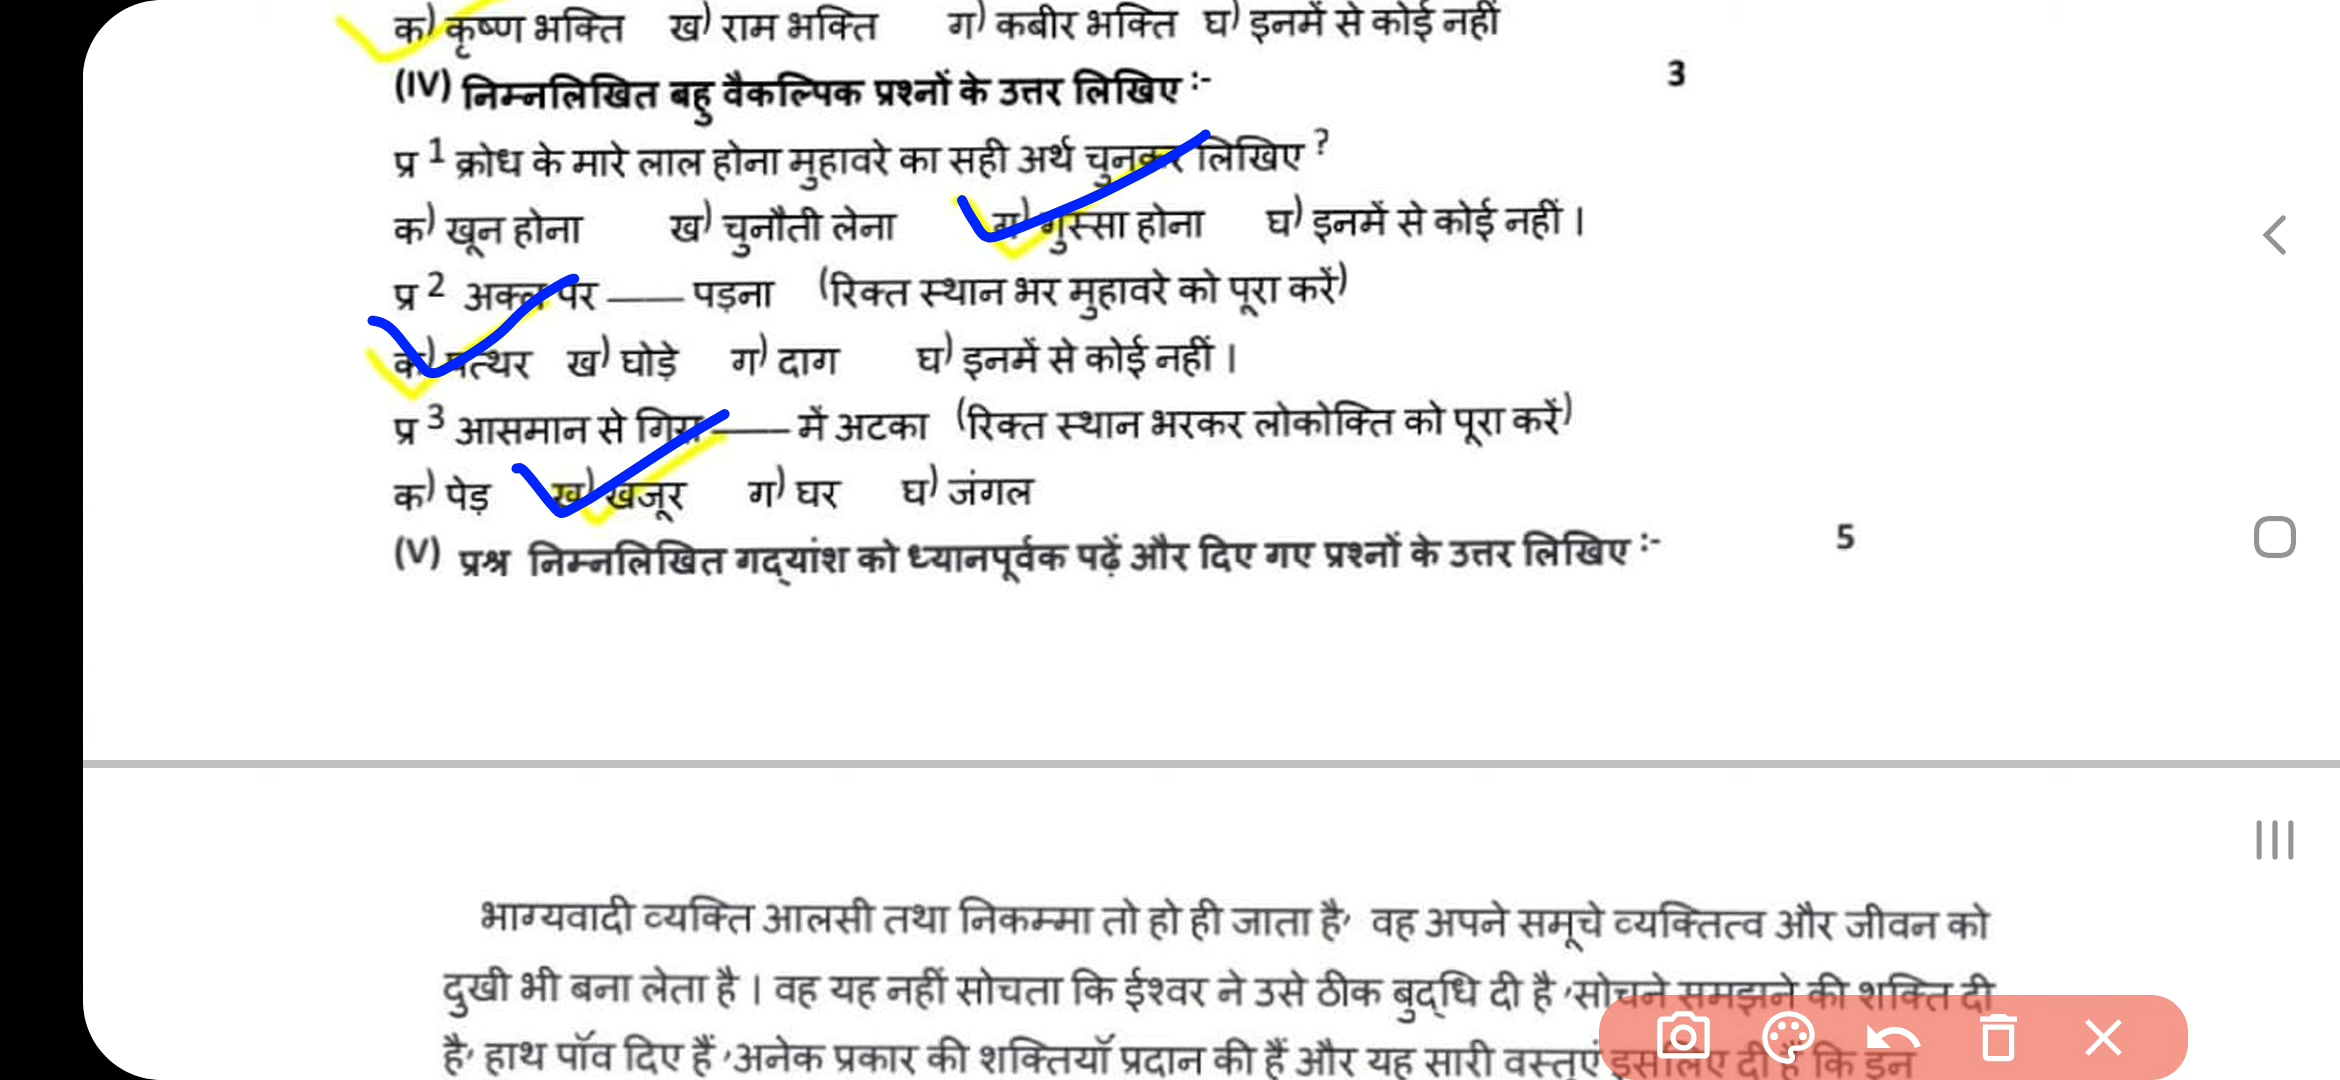 क) कृष्ण भक्ति ख) राम भक्ति ग) कबीर भक्ति घ) इनमें से कोई नहीं
(IV) निम्नलिखित बहु वैकल्पिक प्रश्नों के उत्तर लिखिए :- 3
प्र 1 क्रोध के मारे लाल होना मुहावरे का सही अर्थ चुनकर लिखिए ?
क) खून होना ख) चुनौती लेना ग) गुस्सा होना घ) इनमें से कोई नहीं ।
प्र 2 अक्ल पर —— पड़ना (रिक्त स्थान भर मुहावरे को पूरा करें)
क) पत्थर ख) घोड़े ग) दाग घ) इनमें से कोई नहीं ।
प्र 3 आसमान से गिरा —— में अटका (रिक्त स्थान भरकर लोकोक्ति को पूरा करें)
क) पेड़ ख) खजूर ग) घर घ) जंगल
(V) प्रश्न निम्नलिखित गद्यांश को ध्यानपूर्वक पढ़ें और दिए गए प्रश्नों के उत्तर लिखिए :- 5
भाग्यवादी व्यक्ति आलसी तथा निकम्मा तो हो ही जाता है, वह अपने समूचे व्यक्तित्व और जीवन को
दुखी भी बना लेता है । वह यह नहीं सोचता कि ईश्वर ने उसे ठीक बुद्धि दी है ,सोचने समझने की शक्ति दी
है, हाथ पॉव दिए हैं ,अनेक प्रकार की शक्तियॉ प्रदान की हैं और यह सारी वस्तुएं इसलिए दी हैं कि इन